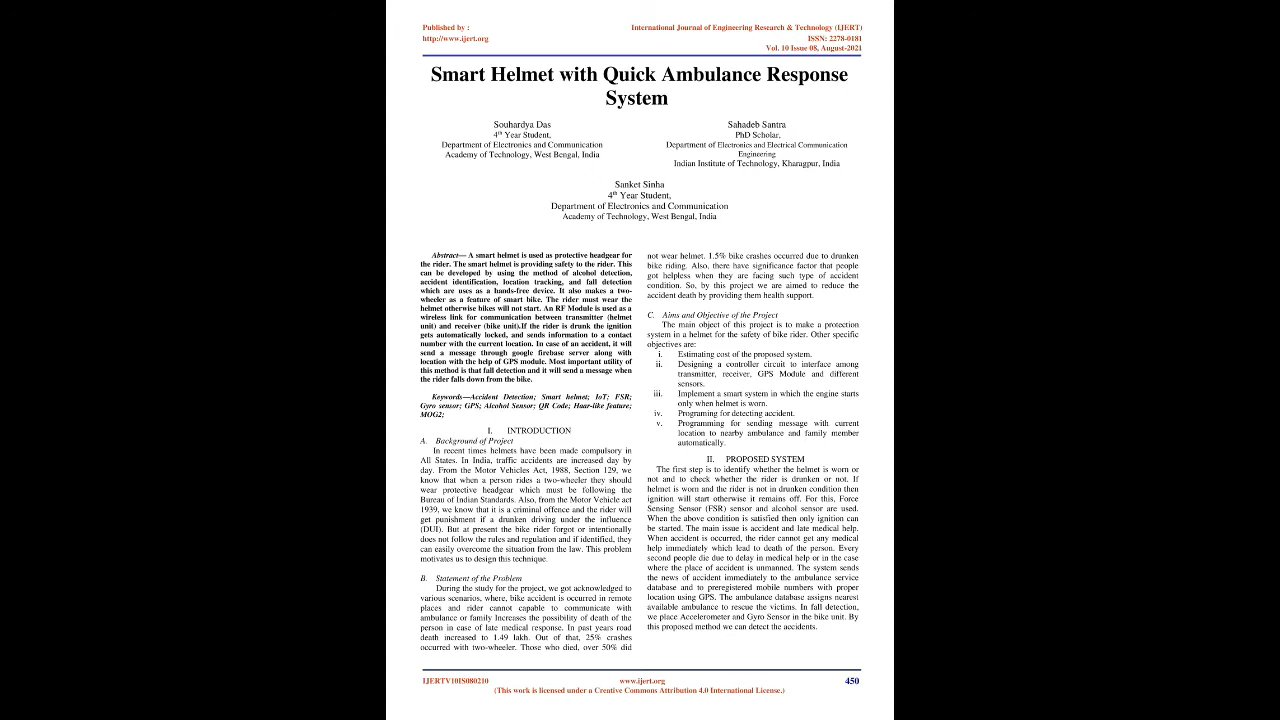 Published by :
http://www.ijert.org
International Journal of Engineering Research & Technology (IJERT)
ISSN: 2278-0181
Vol. 10 Issue 08, August-2021
Smart Helmet with Quick Ambulance Response
System
Souhardya Das
4th Year Student,
Department of Electronics and Communication
Academy of Technology, West Bengal, India
Sahadeb Santra
PhD Scholar,
Department of Electronics and Electrical Communication
Engineering
Indian Institute of Technology, Kharagpur, India
Sanket Sinha
4th Year Student,
Department of Electronics and Communication
Academy of Technology, West Bengal, India
Abstract— A smart helmet is used as protective headgear for
the rider. The smart helmet is providing safety to the rider. This
can be developed by using the method of alcohol detection,
accident identification, location tracking, and fall detection
which are uses as a hands-free device. It also makes a two-
wheeler as a feature of smart bike. The rider must wear the
helmet otherwise bikes will not start. An RF Module is used as a
wireless link for communication between transmitter (helmet
unit) and receiver (bike unit).If the rider is drunk the ignition
gets automatically locked, and sends information to a contact
number with the current location. In case of an accident, it will
send a message through google firebase server along with
location with the help of GPS module. Most important utility of
this method is that fall detection and it will send a message when
the rider falls down from the bike.
Keywords—Accident Detection; Smart helmet; IoT; FSR;
Gyro sensor; GPS; Alcohol Sensor; QR Code; Haar-like feature;
MOG2;
I. INTRODUCTION
A. Background of Project
In recent times helmets have been made compulsory in
All States. In India, traffic accidents are increased day by
day. From the Motor Vehicles Act, 1988, Section 129, we
know that when a person rides a two-wheeler they should
wear protective headgear which must be following the
Bureau of Indian Standards. Also, from the Motor Vehicle act
1939, we know that it is a criminal offence and the rider will
get punishment if a drunken driving under the influence
(DUI). But at present the bike rider forgot or intentionally
does not follow the rules and regulation and if identified, they
can easily overcome the situation from the law. This problem
motivates us to design this technique.
B. Statement of the Problem
During the study for the project, we got acknowledged to
various scenarios, where, bike accident is occurred in remote
places and rider cannot capable to communicate with
ambulance or family Increases the possibility of death of the
person in case of late medical response. In past years road
death increased to 1.49 lakh. Out of that, 25% crashes
occurred with two-wheeler. Those who died, over 50% did
not wear helmet. 1.5% bike crashes occurred due to drunken
bike riding. Also, there have significance factor that people
got helpless when they are facing such type of accident
condition. So, by this project we are aimed to reduce the
accident death by providing them health support.
C. Aims and Objective of the Project
The main object of this project is to make a protection
system in a helmet for the safety of bike rider. Other specific
objectives are:
i. Estimating cost of the proposed system.
ii. Designing a controller circuit to interface among
transmitter, receiver, GPS Module and different
sensors.
iii. Implement a smart system in which the engine starts
only when helmet is worn.
iv. Programing for detecting accident.
v. Programming for sending message with current
location to nearby ambulance and family member
automatically.
II. PROPOSED SYSTEM
The first step is to identify whether the helmet is worn or
not and to check whether the rider is drunken or not. If
helmet is worn and the rider is not in drunken condition then
ignition will start otherwise it remains off. For this, Force
Sensing Sensor (FSR) sensor and alcohol sensor are used.
When the above condition is satisfied then only ignition can
be started. The main issue is accident and late medical help.
When accident is occurred, the rider cannot get any medical
help immediately which lead to death of the person. Every
second people die due to delay in medical help or in the case
where the place of accident is unmanned. The system sends
the news of accident immediately to the ambulance service
database and to preregistered mobile numbers with proper
location using GPS. The ambulance database assigns nearest
available ambulance to rescue the victims. In fall detection,
we place Accelerometer and Gyro Sensor in the bike unit. By
this proposed method we can detect the accidents.
IJERTV10IS080210
www.ijert.org
450
(This work is licensed under a Creative Commons Attribution 4.0 International License.)